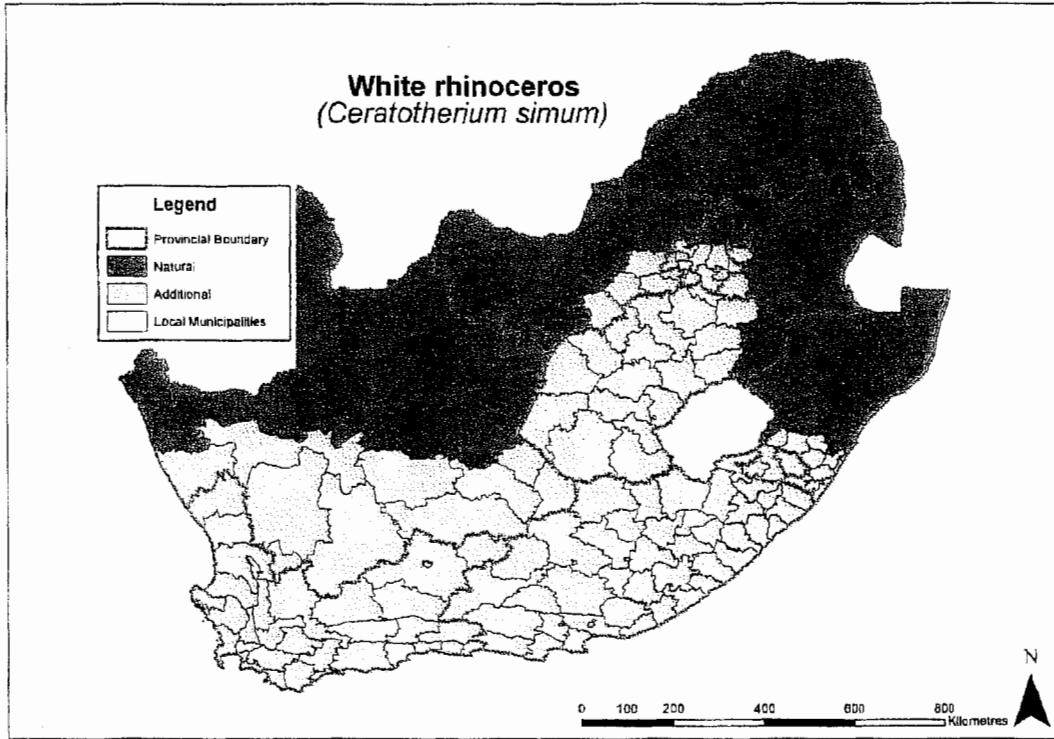 White rhinoceros
(Ceratotherium simum)
Legend
Provincial Boundary
Natural
Additional
Local Municipalities
N
0 100 200 400 600 800
Kilometres